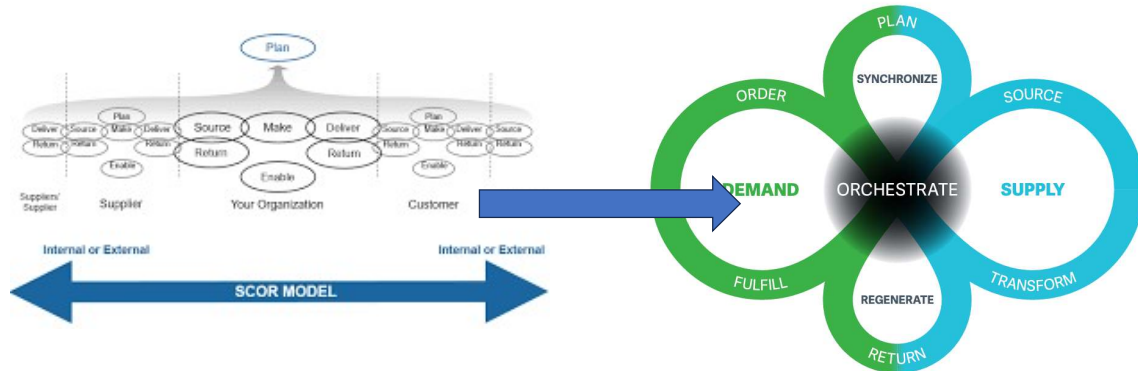 Plan
Plan
Plan
Deliver Source Make Deliver Source Make Deliver Source Make Deliver Source
Return Return Return Return Return Return Return Return
Enable Enable
Enable
Suppliers'
Supplier
Supplier
Your Organization
Customer
Internal or External
Internal or External
SCOR MODEL
PLAN
SYNCHRONIZE
ORDER
SOURCE
DEMAND
ORCHESTRATE
SUPPLY
FULFILL
TRANSFORM
REGENERATE
RETURN